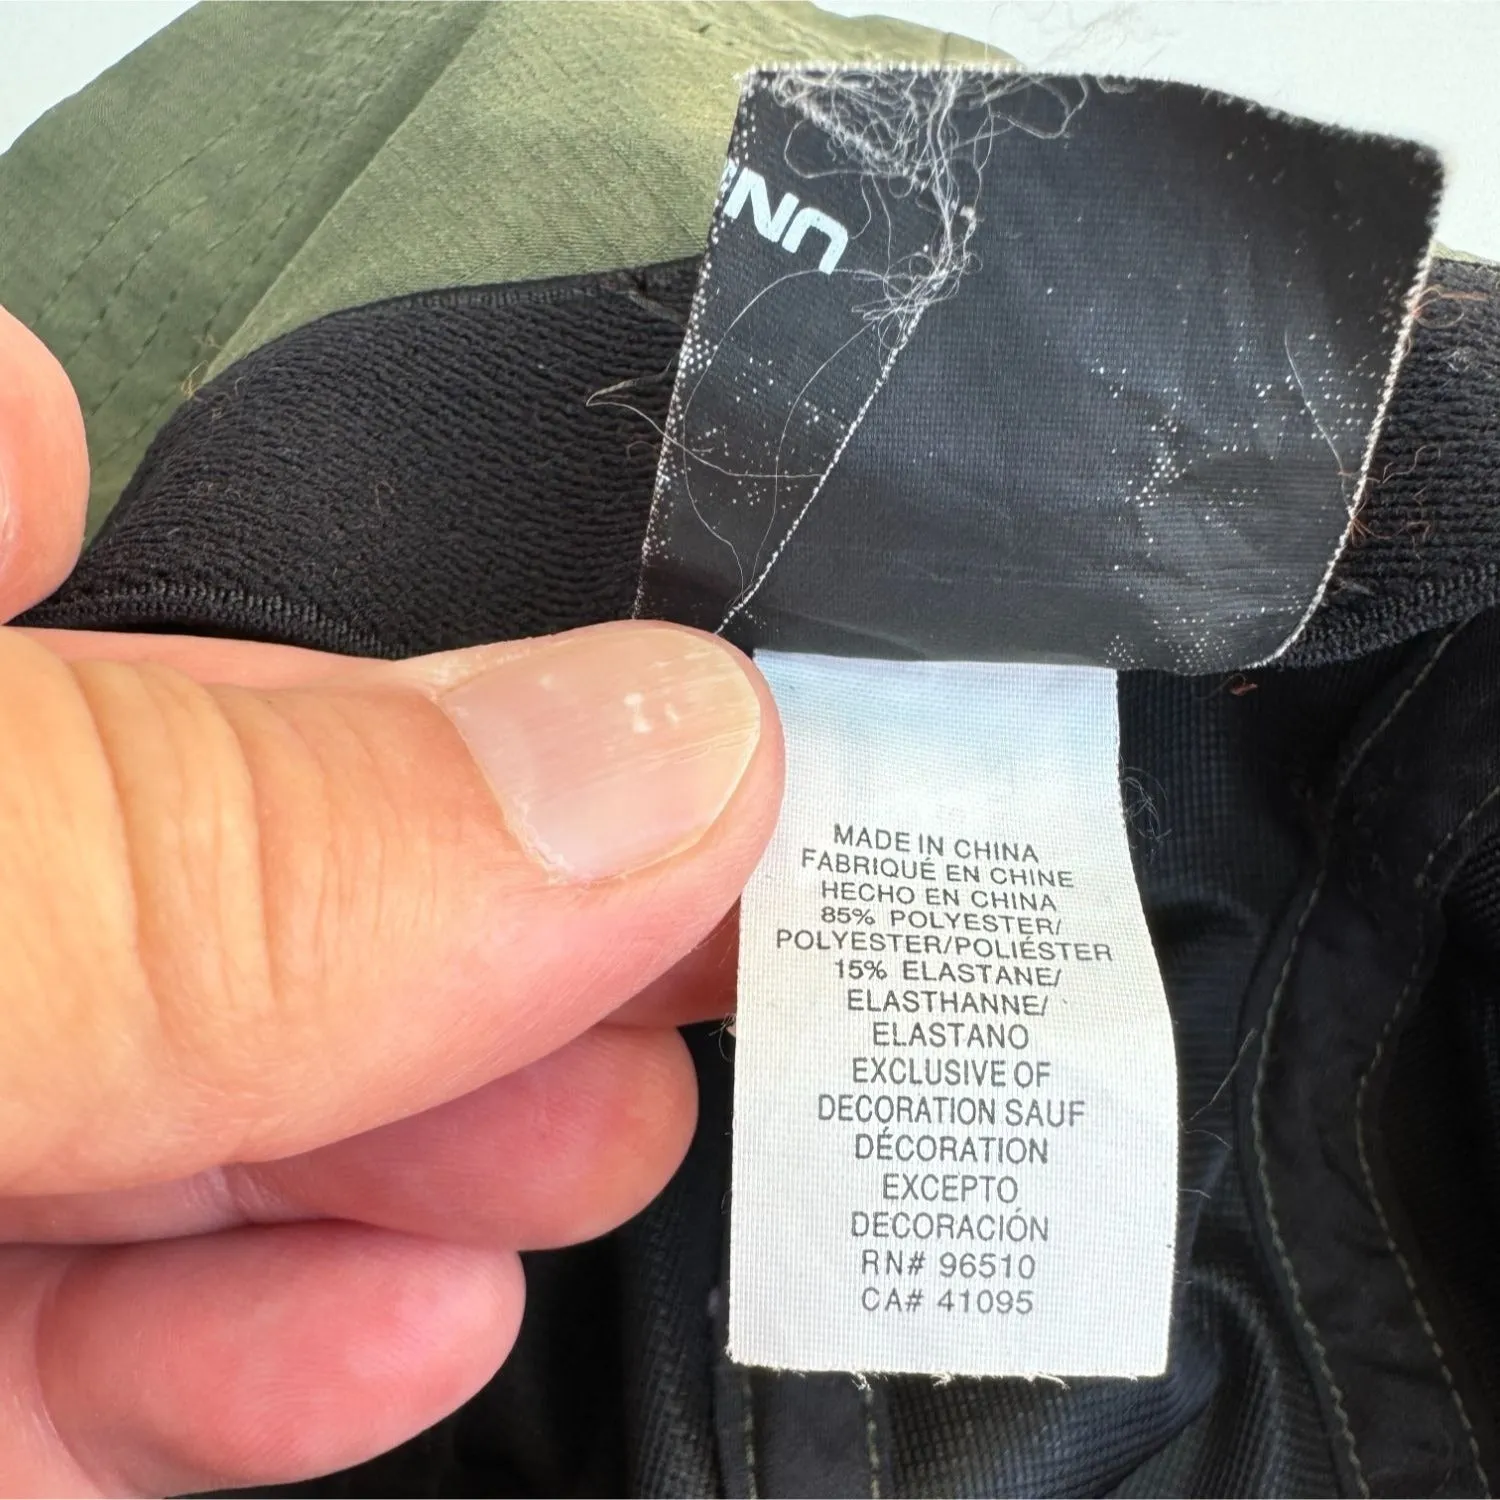 UN
MADE IN CHINA
FABRIQUÉ EN CHINE
HECHO EN CHINA
85% POLYESTER/
POLYESTER/POLIÉSTER
15% ELASTANE/
ELASTHANNE/
ELASTANO
EXCLUSIVE OF
DECORATION SAUF
DÉCORATION
EXCEPTO
DECORACIÓN
RN# 96510
CA# 41095